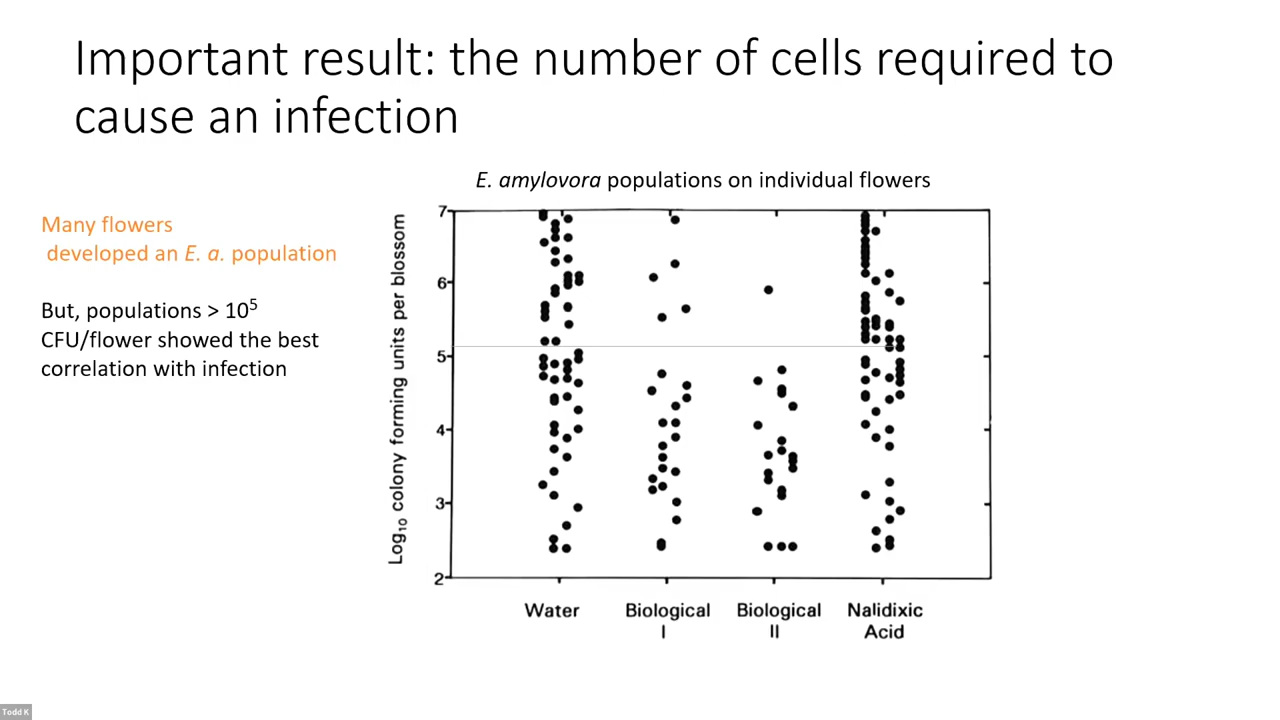 Important result: the number of cells required to
cause an infection
E. amylovora populations on individual flowers
Many flowers
developed an E. a. population
But, populations > 10⁵
CFU/flower showed the best
correlation with infection
Log₁₀ colony forming units per blossom
7
6
5
4
3
2
Water
Biological
I
Biological
II
Nalidixic
Acid
Todd K